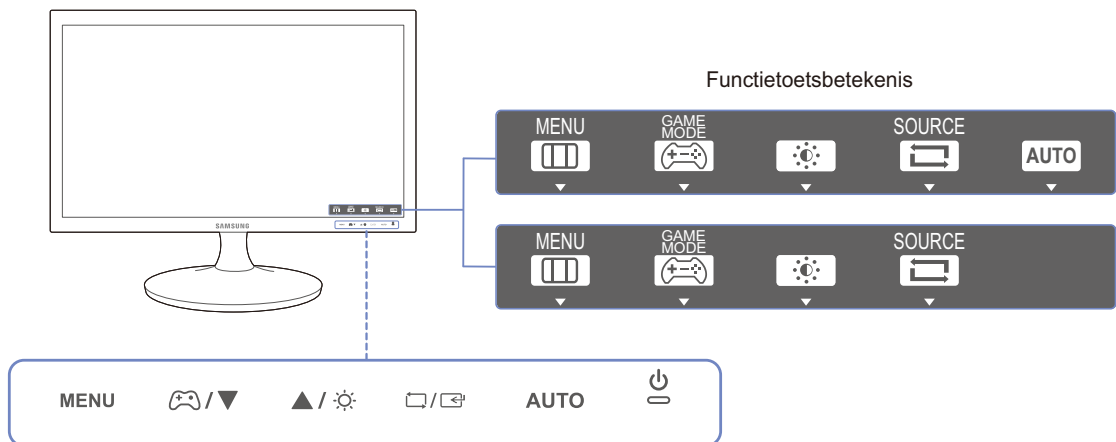 Functietoetsbetekenis
MENU GAME MODE SOURCE AUTO
MENU GAME MODE SOURCE
SAMSUNG
MENU / / / AUTO